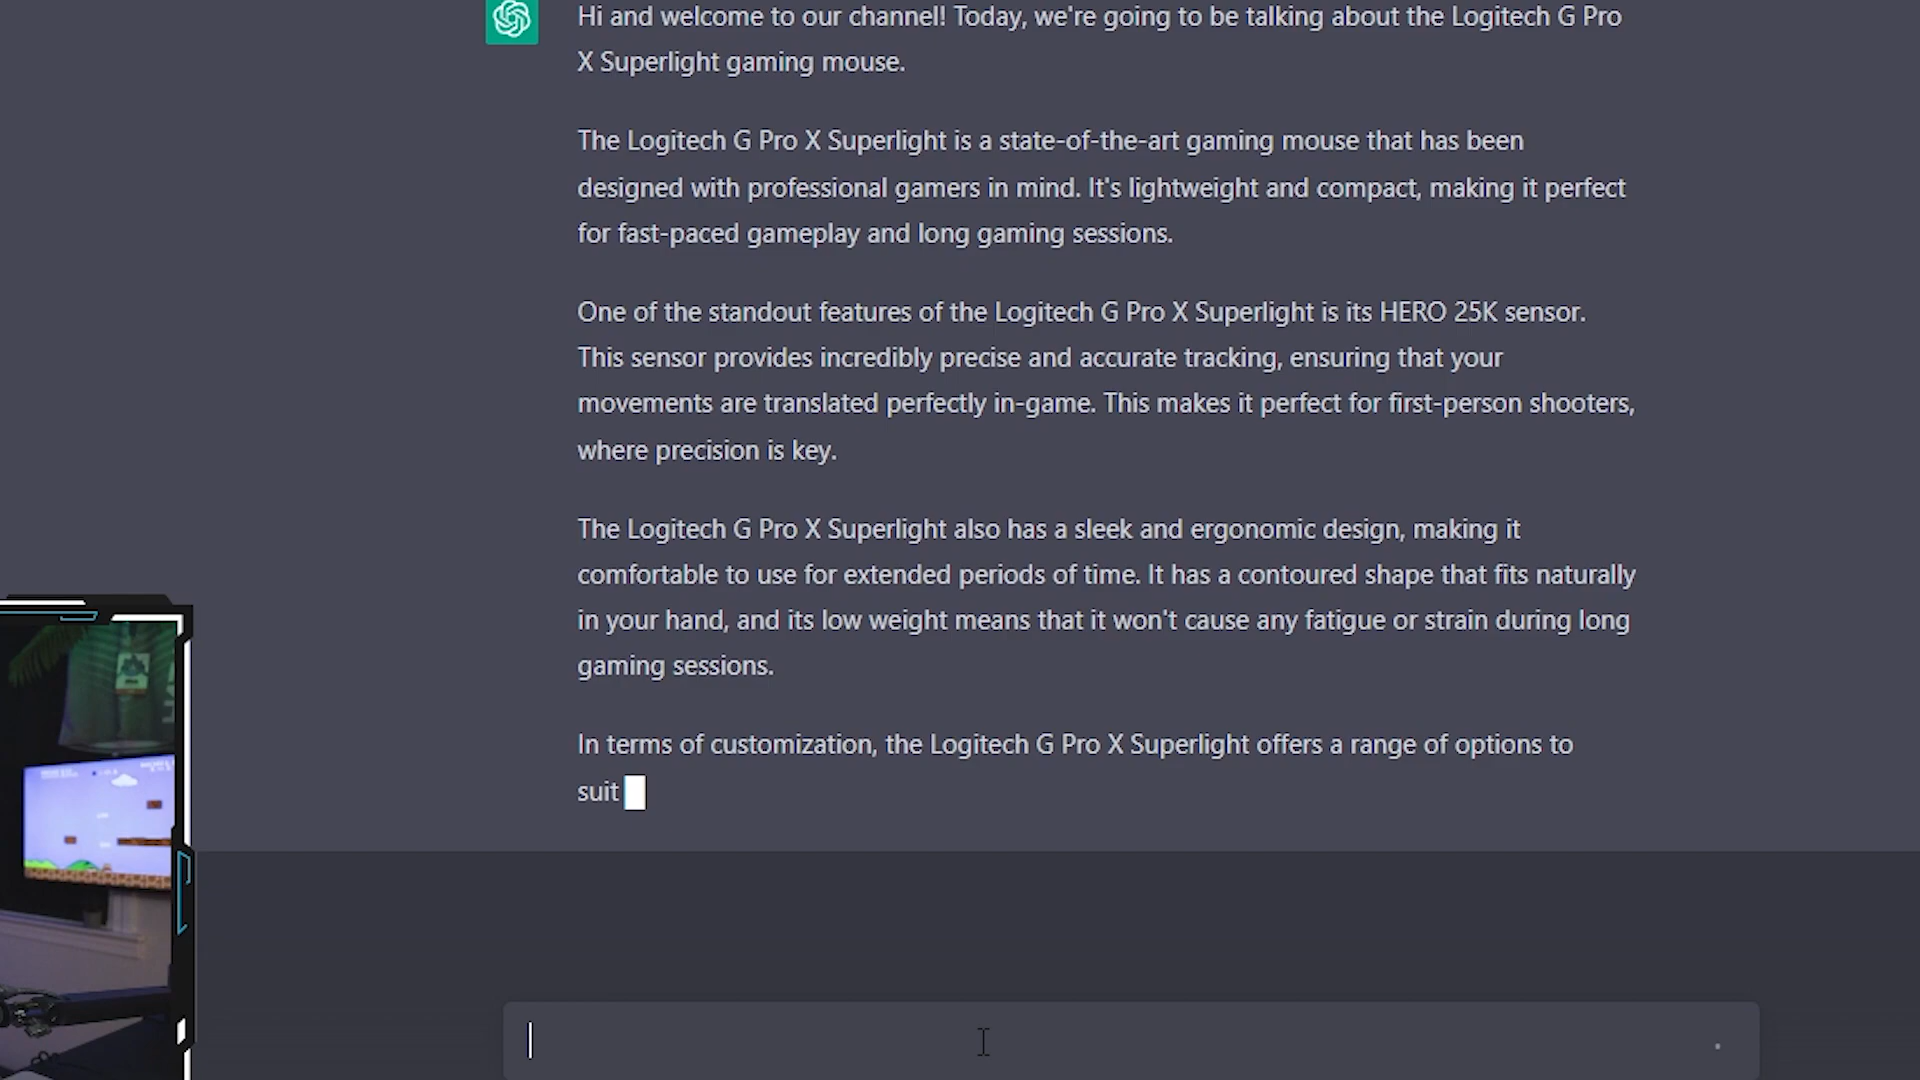 Hi and welcome to our channel! Today, we're going to be talking about the Logitech G Pro
X Superlight gaming mouse.
The Logitech G Pro X Superlight is a state-of-the-art gaming mouse that has been
designed with professional gamers in mind. It's lightweight and compact, making it perfect
for fast-paced gameplay and long gaming sessions.
One of the standout features of the Logitech G Pro X Superlight is its HERO 25K sensor.
This sensor provides incredibly precise and accurate tracking, ensuring that your
movements are translated perfectly in-game. This makes it perfect for first-person shooters,
where precision is key.
The Logitech G Pro X Superlight also has a sleek and ergonomic design, making it
comfortable to use for extended periods of time. It has a contoured shape that fits naturally
in your hand, and its low weight means that it won't cause any fatigue or strain during long
gaming sessions.
In terms of customization, the Logitech G Pro X Superlight offers a range of options to
suit